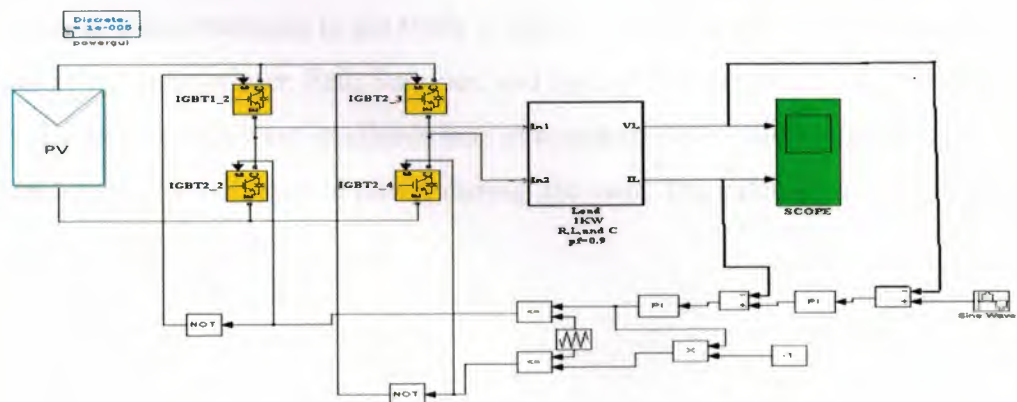 Discrete,
= 1e-005
powergui
PV
IGBT1_2
IGBT2_3
IGBT2_2
IGBT2_4
In1
VL
In2
IL
Load
1KW
R,L,and C
pf=0.9
SCOPE
NOT
<=
PI
-
+
PI
-
+
Sine Wave
<=
X
-1
NOT